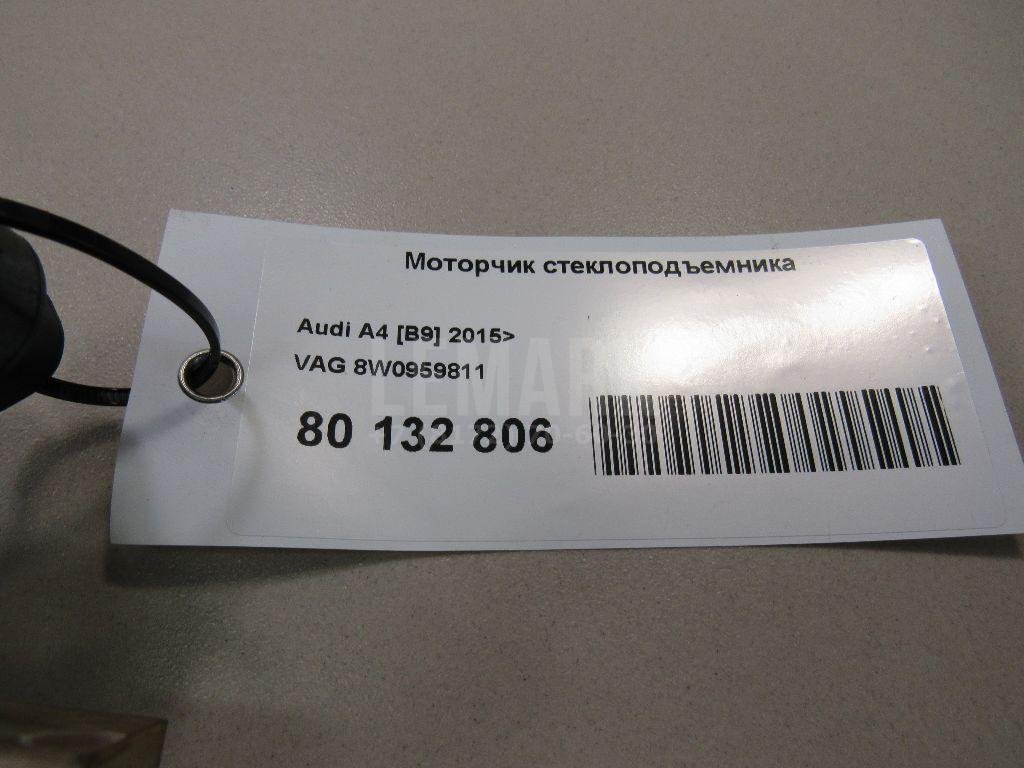 Моторчик стеклоподъемника
Audi A4 [B9] 2015>
VAG 8W0959811
80 132 806